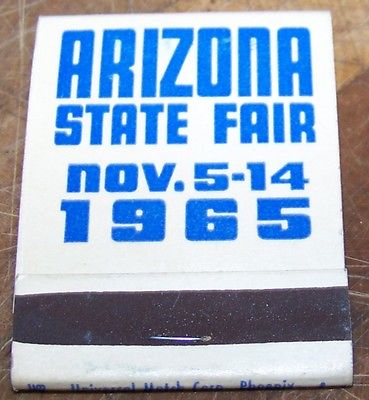 ARIZONA
STATE FAIR
NOV. 5-14
1965
Universal Match Corp. Phoenix